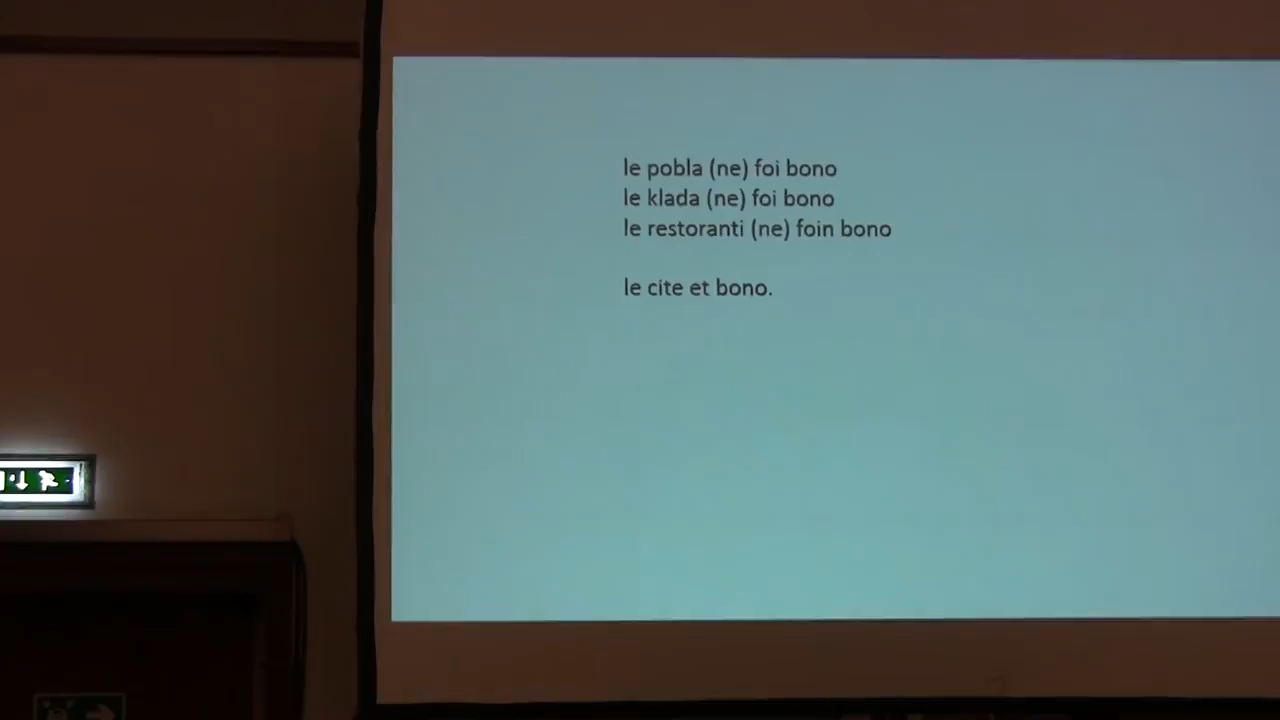 le pobla (ne) foi bono
le klada (ne) foi bono
le restoranti (ne) foin bono
le cite et bono.